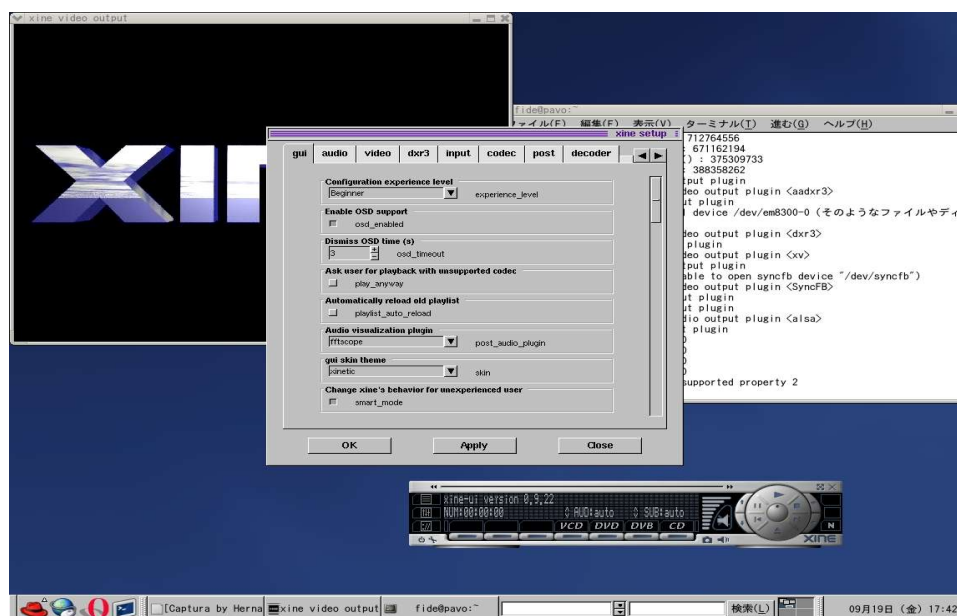 xine video output
XIN
fide@pavo:~
ファイル(F) 編集(E) 表示(V) ターミナル(T) 進む(G) ヘルプ(H)
712764556
: 671162194
() : 375309733
: 388358262
tput plugin
deo output plugin <aadxr3>
ut plugin
device /dev/em8300-0 (そのようなファイルやディ
deo output plugin <dxr3>
plugin
deo output plugin <xv>
tput plugin
able to open syncfb device "/dev/syncfb")
deo output plugin <SyncFB>
ut plugin
ut plugin
dio output plugin <alsa>
t plugin
supported property 2
xine setup
gui audio video dxr3 input codec post decoder
Configuration experience level
Beginner experience_level
Enable OSD support
osd_enabled
Dismiss OSD time (s)
3 osd_timeout
Ask user for playback with unsupported codec
play_anyway
Automatically reload old playlist
playlist_auto_reload
Audio visualization plugin
fftscope post_audio_plugin
gui skin theme
xinetic skin
Change xine's behavior for unexperienced user
smart_mode
OK Apply Close
xine-ui version 0.9.22
NUM:00:00:00 AUD:auto SUB:auto
VCD DVD DVB CD
N
XINE
[Captura by Herna xine video output fide@pavo:~ 検索(L) 09月19日 (金) 17:42